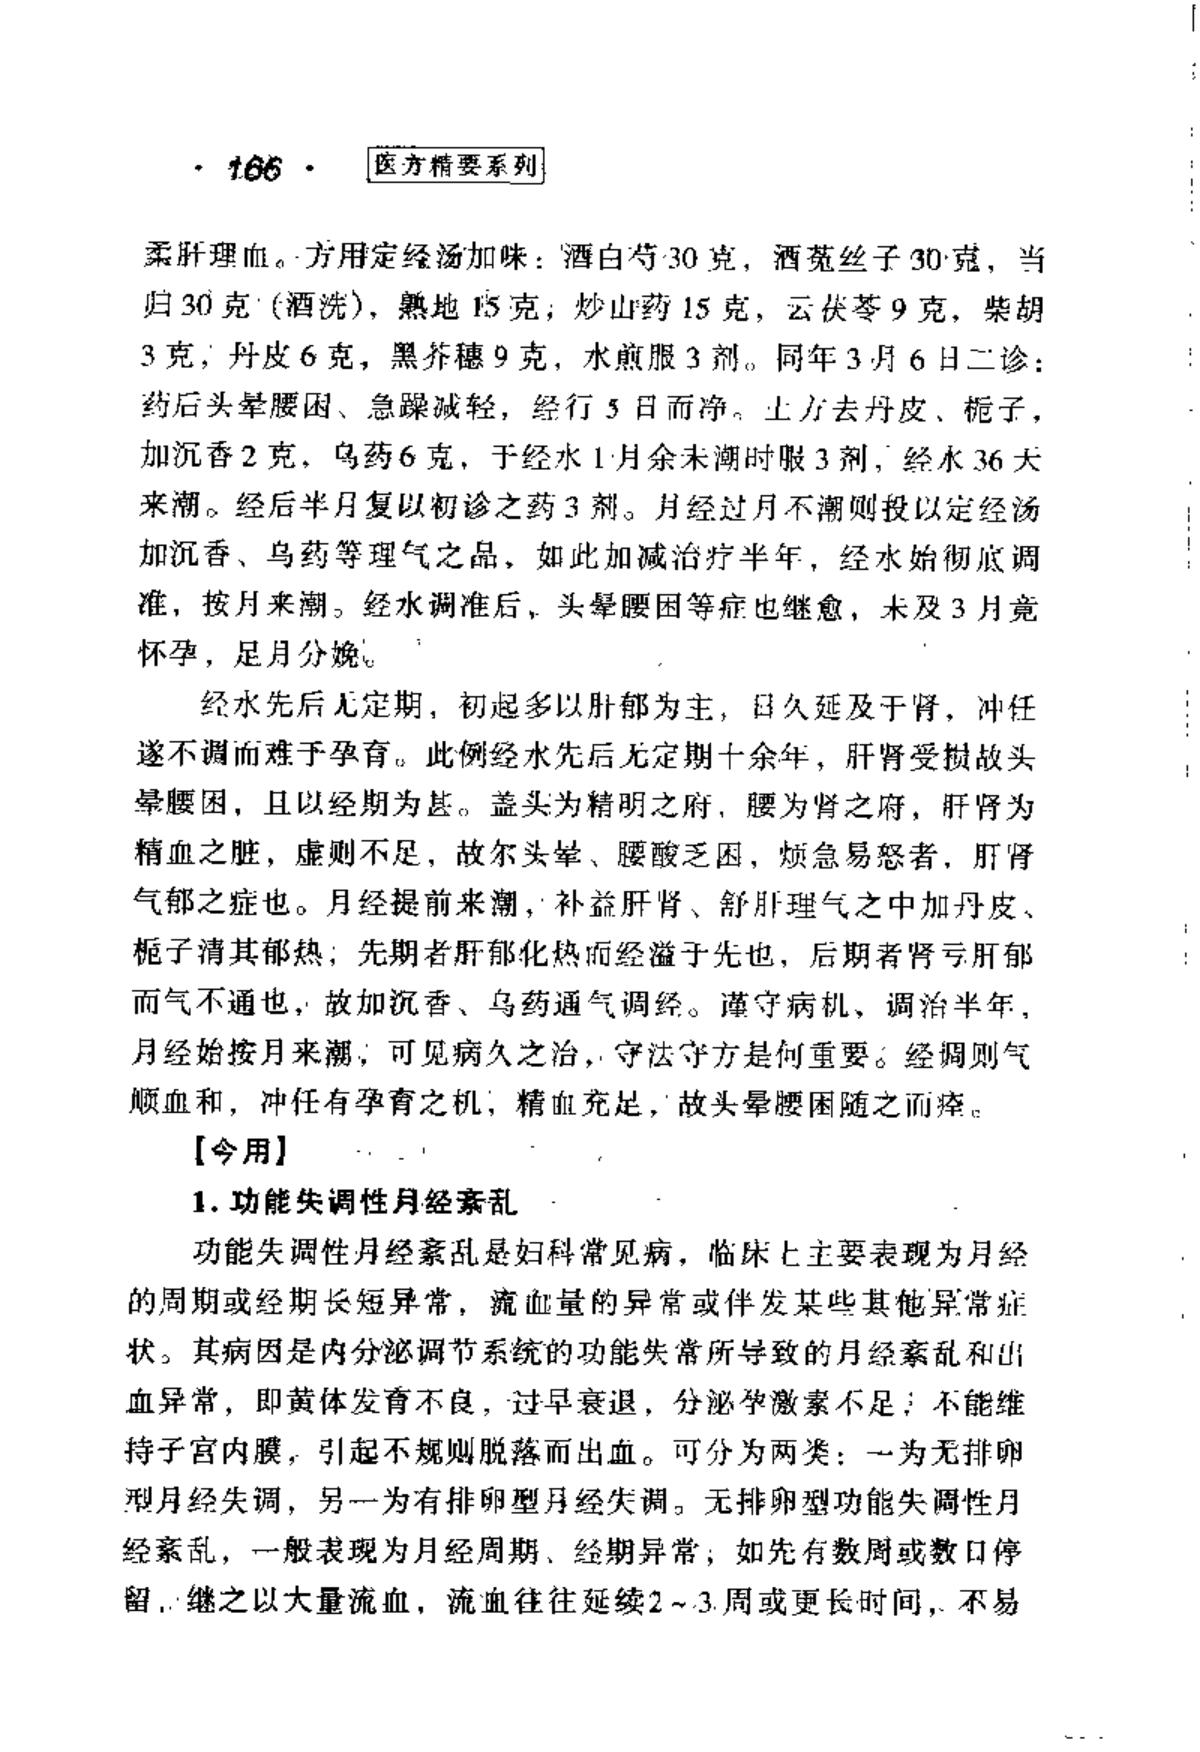 · 166 · 医方精要系列
柔肝理血。方用定经汤加味：酒白芍30克，酒菟丝子30克，当
归30克（酒洗），熟地15克，炒山药15克，云茯苓9克，柴胡
3克，丹皮6克，黑芥穗9克，水煎服3剂。同年3月6日二诊：
药后头晕腰困、急躁减轻，经行5日而净。上方去丹皮、栀子，
加沉香2克，乌药6克，于经水1月余未潮时服3剂，经水36天
来潮。经后半月复以初诊之药3剂。月经过月不潮则投以定经汤
加沉香、乌药等理气之品，如此加减治疗半年，经水始彻底调
准，按月来潮。经水调准后，头晕腰困等症也继愈，未及3月竟
怀孕，足月分娩。
经水先后无定期，初起多以肝郁为主，日久延及于肾，冲任
遂不调而难于孕育。此例经水先后无定期十余年，肝肾受损故头
晕腰困，且以经期为甚。盖头为精明之府，腰为肾之府，肝肾为
精血之脏，虚则不足，故尔头晕、腰酸乏困，烦急易怒者，肝肾
气郁之症也。月经提前来潮，补益肝肾、舒肝理气之中加丹皮、
栀子清其郁热；先期者肝郁化热而经溢于先也，后期者肾亏肝郁
而气不通也，故加沉香、乌药通气调经。谨守病机、调治半年，
月经始按月来潮，可见病久之治，守法守方是何重要。经调则气
顺血和，冲任有孕育之机，精血充足，故头晕腰困随之而瘥。
【今用】
1. 功能失调性月经紊乱
功能失调性月经紊乱是妇科常见病，临床上主要表现为月经
的周期或经期长短异常，流血量的异常或伴发某些其他异常症
状。其病因是内分泌调节系统的功能失常所导致的月经紊乱和出
血异常，即黄体发育不良，过早衰退，分泌孕激素不足，不能维
持子宫内膜，引起不规则脱落而出血。可分为两类：一为无排卵
型月经失调，另一为有排卵型月经失调。无排卵型功能失调性月
经紊乱，一般表现为月经周期、经期异常；如先有数周或数日停
留，继之以大量流血，流血往往延续2～3周或更长时间，不易